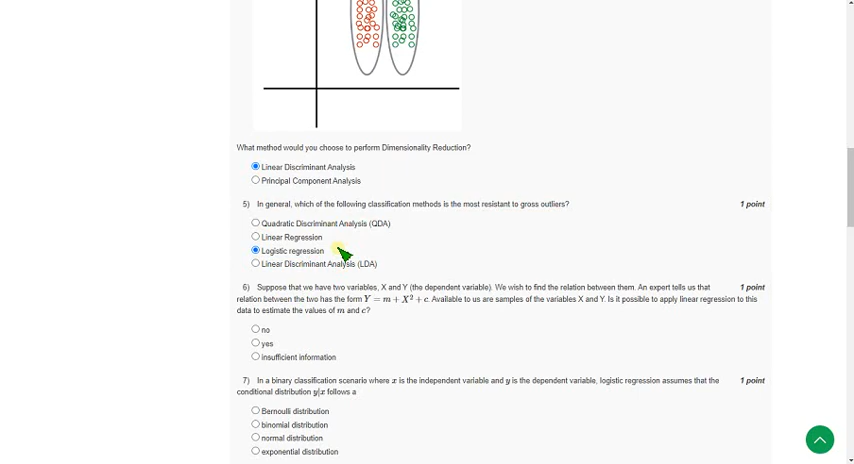 What method would you choose to perform Dimensionality Reduction?
Linear Discriminant Analysis
Principal Component Analysis
5) In general, which of the following classification methods is the most resistant to gross outliers? 1 point
Quadratic Discriminant Analysis (QDA)
Linear Regression
Logistic regression
Linear Discriminant Analysis (LDA)
6) Suppose that we have two variables, X and Y (the dependent variable). We wish to find the relation between them. An expert tells us that 1 point
relation between the two has the form Y = m + X² + c. Available to us are samples of the variables X and Y. Is it possible to apply linear regression to this
data to estimate the values of m and c?
no
yes
insufficient information
7) In a binary classification scenario where x is the independent variable and y is the dependent variable, logistic regression assumes that the 1 point
conditional distribution y|x follows a
Bernoulli distribution
binomial distribution
normal distribution
exponential distribution